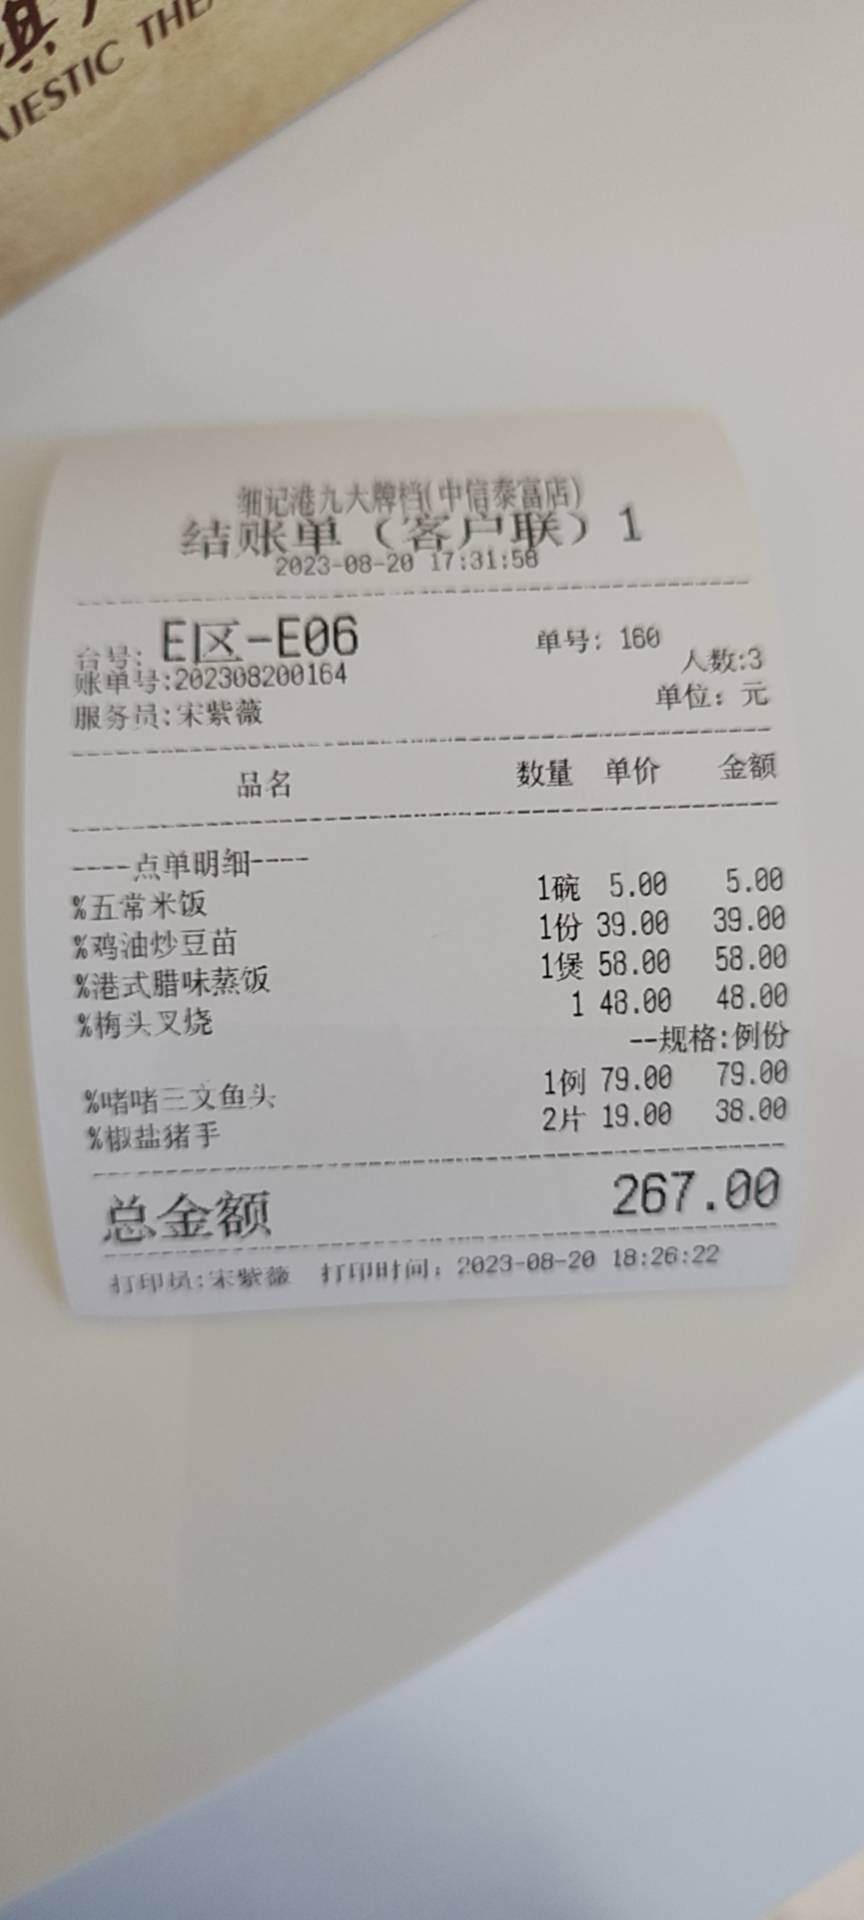 AJESTIC THE
细记港九大牌档(中信泰富店)
结账单（客户联）1
2023-08-20 17:31:58
台号: E区-E06 单号: 160
人数:3
账单号:202308200164
单位: 元
服务员:宋紫薇
品名 数量 单价 金额
----点单明细----
%五常米饭 1碗 5.00 5.00
%鸡油炒豆苗 1份 39.00 39.00
%港式腊味蒸饭 1煲 58.00 58.00
%梅头叉烧 1 48.00 48.00
--规格:例份
%啫啫三文鱼头 1例 79.00 79.00
%椒盐猪手 2片 19.00 38.00
总金额 267.00
打印员:宋紫薇 打印时间: 2023-08-20 18:26:22